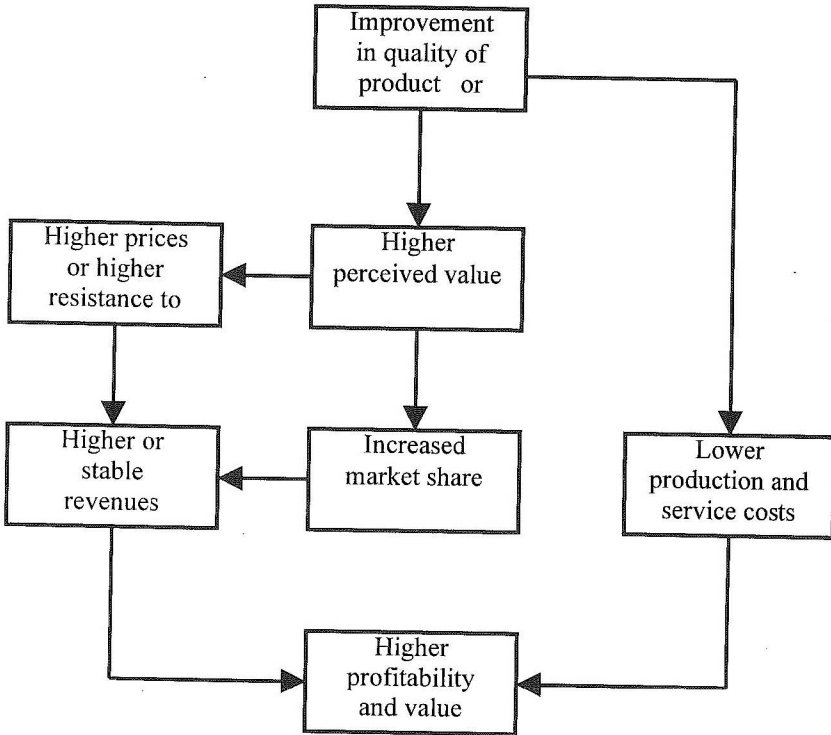 Improvement
in quality of
product or
Higher prices
or higher
resistance to
Higher
perceived value
Higher or
stable
revenues
Increased
market share
Lower
production and
service costs
Higher
profitability
and value